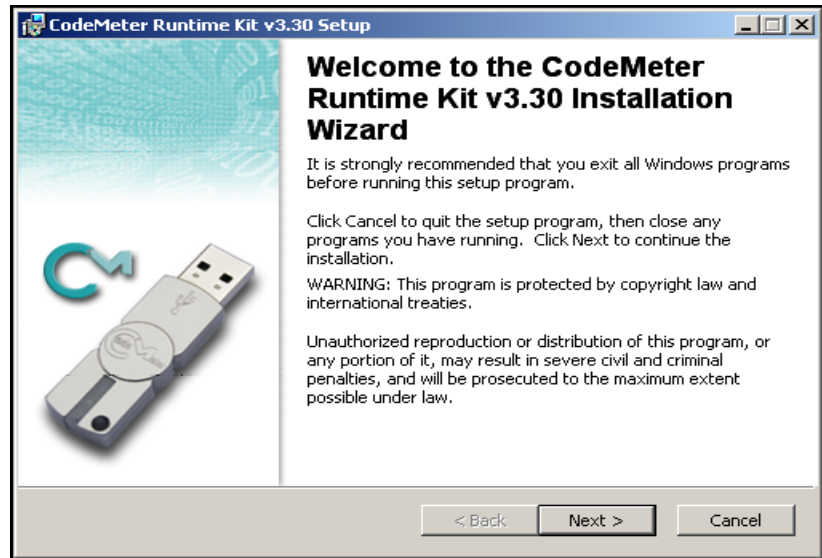 CodeMeter Runtime Kit v3.30 Setup
Welcome to the CodeMeter
Runtime Kit v3.30 Installation
Wizard
It is strongly recommended that you exit all Windows programs
before running this setup program.
Click Cancel to quit the setup program, then close any
programs you have running. Click Next to continue the
installation.
WARNING: This program is protected by copyright law and
international treaties.
Unauthorized reproduction or distribution of this program, or
any portion of it, may result in severe civil and criminal
penalties, and will be prosecuted to the maximum extent
possible under law.
CM
< Back
Next >
Cancel